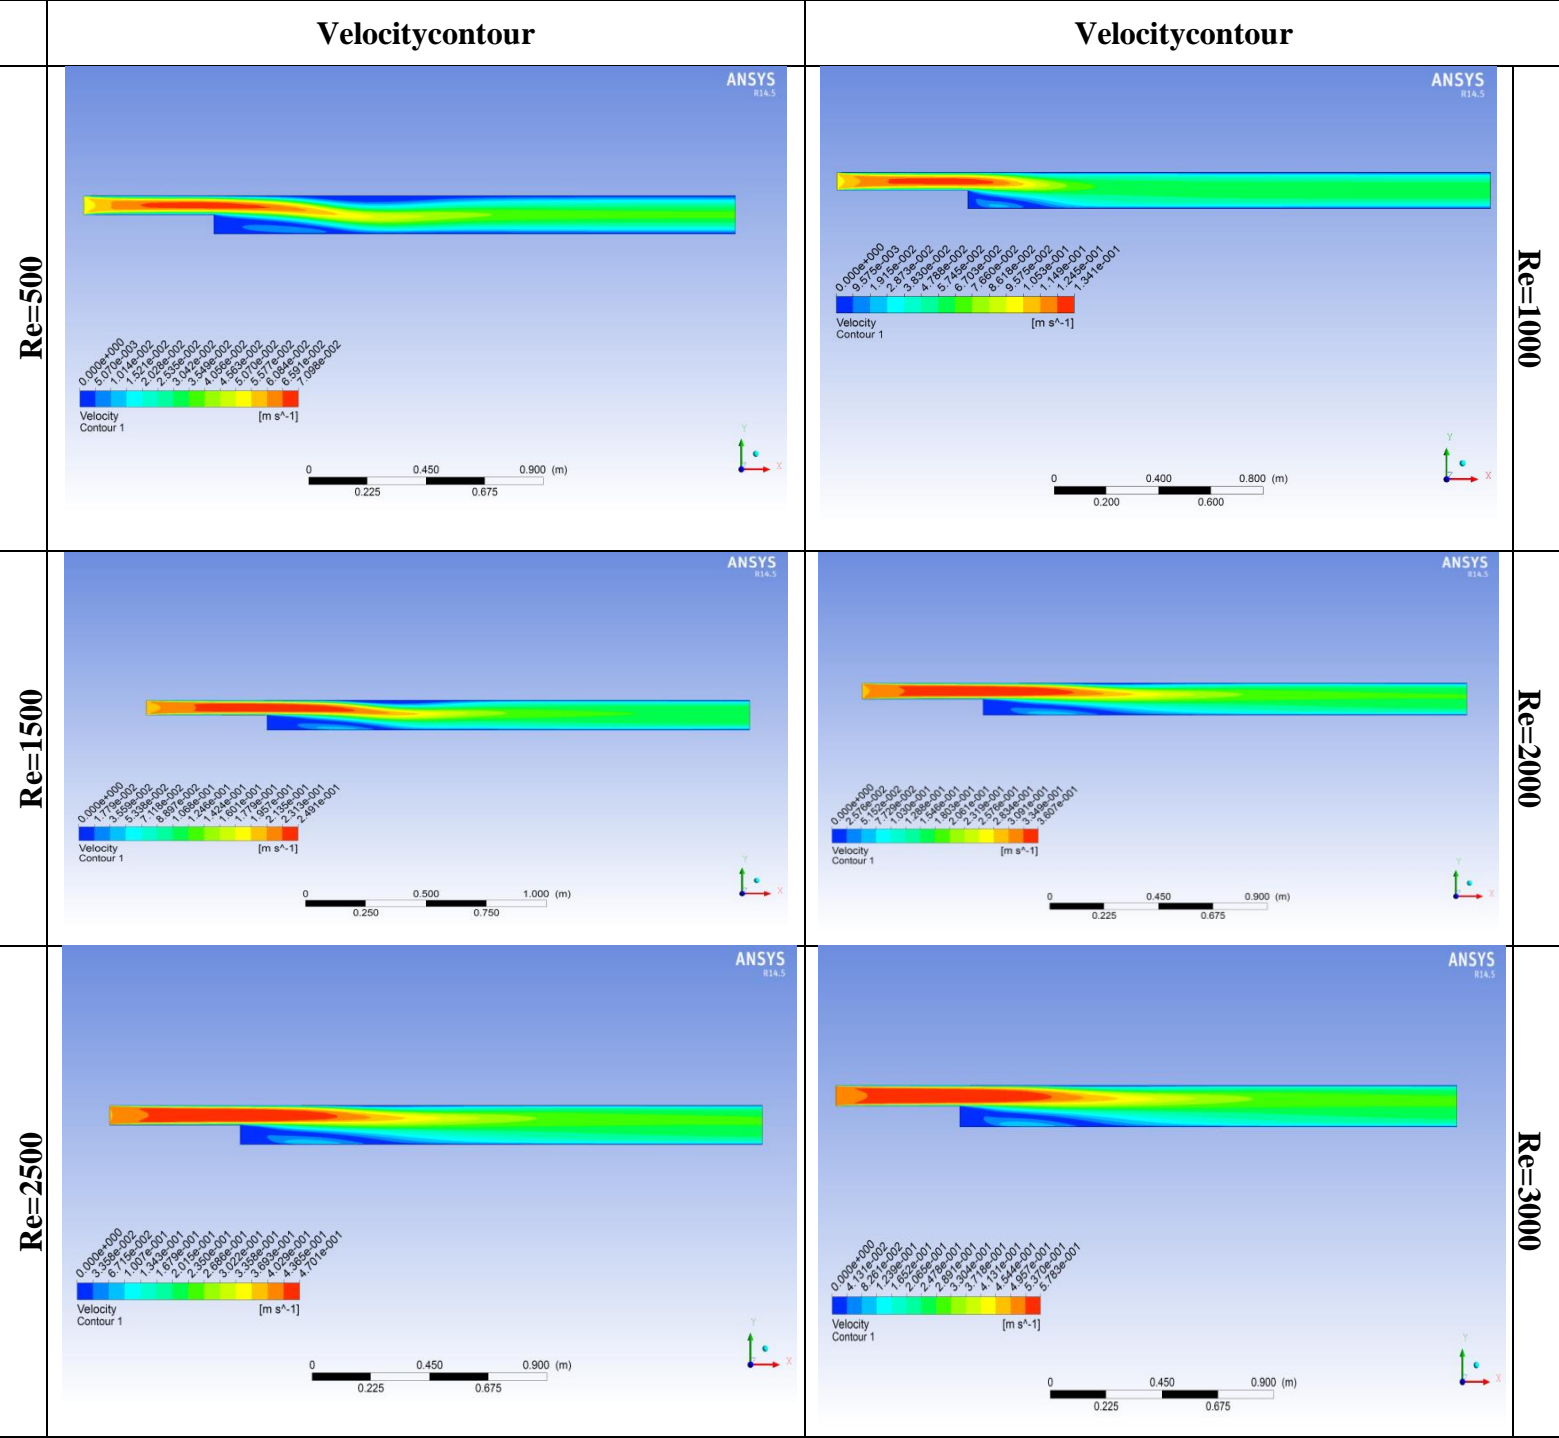 Velocitycontour
Velocitycontour
Re=500
ANSYS
R14.5
0.000e+000
5.070e-003
1.014e-002
1.521e-002
2.028e-002
2.535e-002
3.042e-002
3.549e-002
4.056e-002
4.563e-002
5.070e-002
5.577e-002
6.084e-002
6.591e-002
7.098e-002
Velocity
[m s^-1]
Contour 1
0 0.450 0.900 (m)
0.225 0.675
Y
X
Re=1000
ANSYS
R14.5
0.000e+000
9.575e-003
1.915e-002
2.873e-002
3.830e-002
4.788e-002
5.745e-002
6.703e-002
7.660e-002
8.618e-002
9.575e-002
1.053e-001
1.149e-001
1.245e-001
1.341e-001
Velocity
[m s^-1]
Contour 1
0 0.400 0.800 (m)
0.200 0.600
Y
Z
X
Re=1500
ANSYS
R14.5
0.000e+000
1.779e-002
3.559e-002
5.338e-002
7.118e-002
8.897e-002
1.068e-001
1.246e-001
1.424e-001
1.601e-001
1.779e-001
1.957e-001
2.135e-001
2.313e-001
2.491e-001
Velocity
[m s^-1]
Contour 1
0 0.500 1.000 (m)
0.250 0.750
Y
X
Re=2000
ANSYS
R14.5
0.000e+000
2.576e-002
5.152e-002
7.729e-002
1.030e-001
1.288e-001
1.546e-001
1.803e-001
2.061e-001
2.319e-001
2.576e-001
2.834e-001
3.091e-001
3.349e-001
3.607e-001
Velocity
[m s^-1]
Contour 1
0 0.450 0.900 (m)
0.225 0.675
Y
X
Re=2500
ANSYS
R14.5
0.000e+000
3.358e-002
6.715e-002
1.007e-001
1.343e-001
1.679e-001
2.015e-001
2.350e-001
2.686e-001
3.022e-001
3.358e-001
3.693e-001
4.029e-001
4.365e-001
4.701e-001
Velocity
[m s^-1]
Contour 1
0 0.450 0.900 (m)
0.225 0.675
Y
X
Re=3000
ANSYS
R14.5
0.000e+000
4.131e-002
8.261e-002
1.239e-001
1.652e-001
2.065e-001
2.478e-001
2.891e-001
3.304e-001
3.718e-001
4.131e-001
4.544e-001
4.957e-001
5.370e-001
5.783e-001
Velocity
[m s^-1]
Contour 1
0 0.450 0.900 (m)
0.225 0.675
Y
X